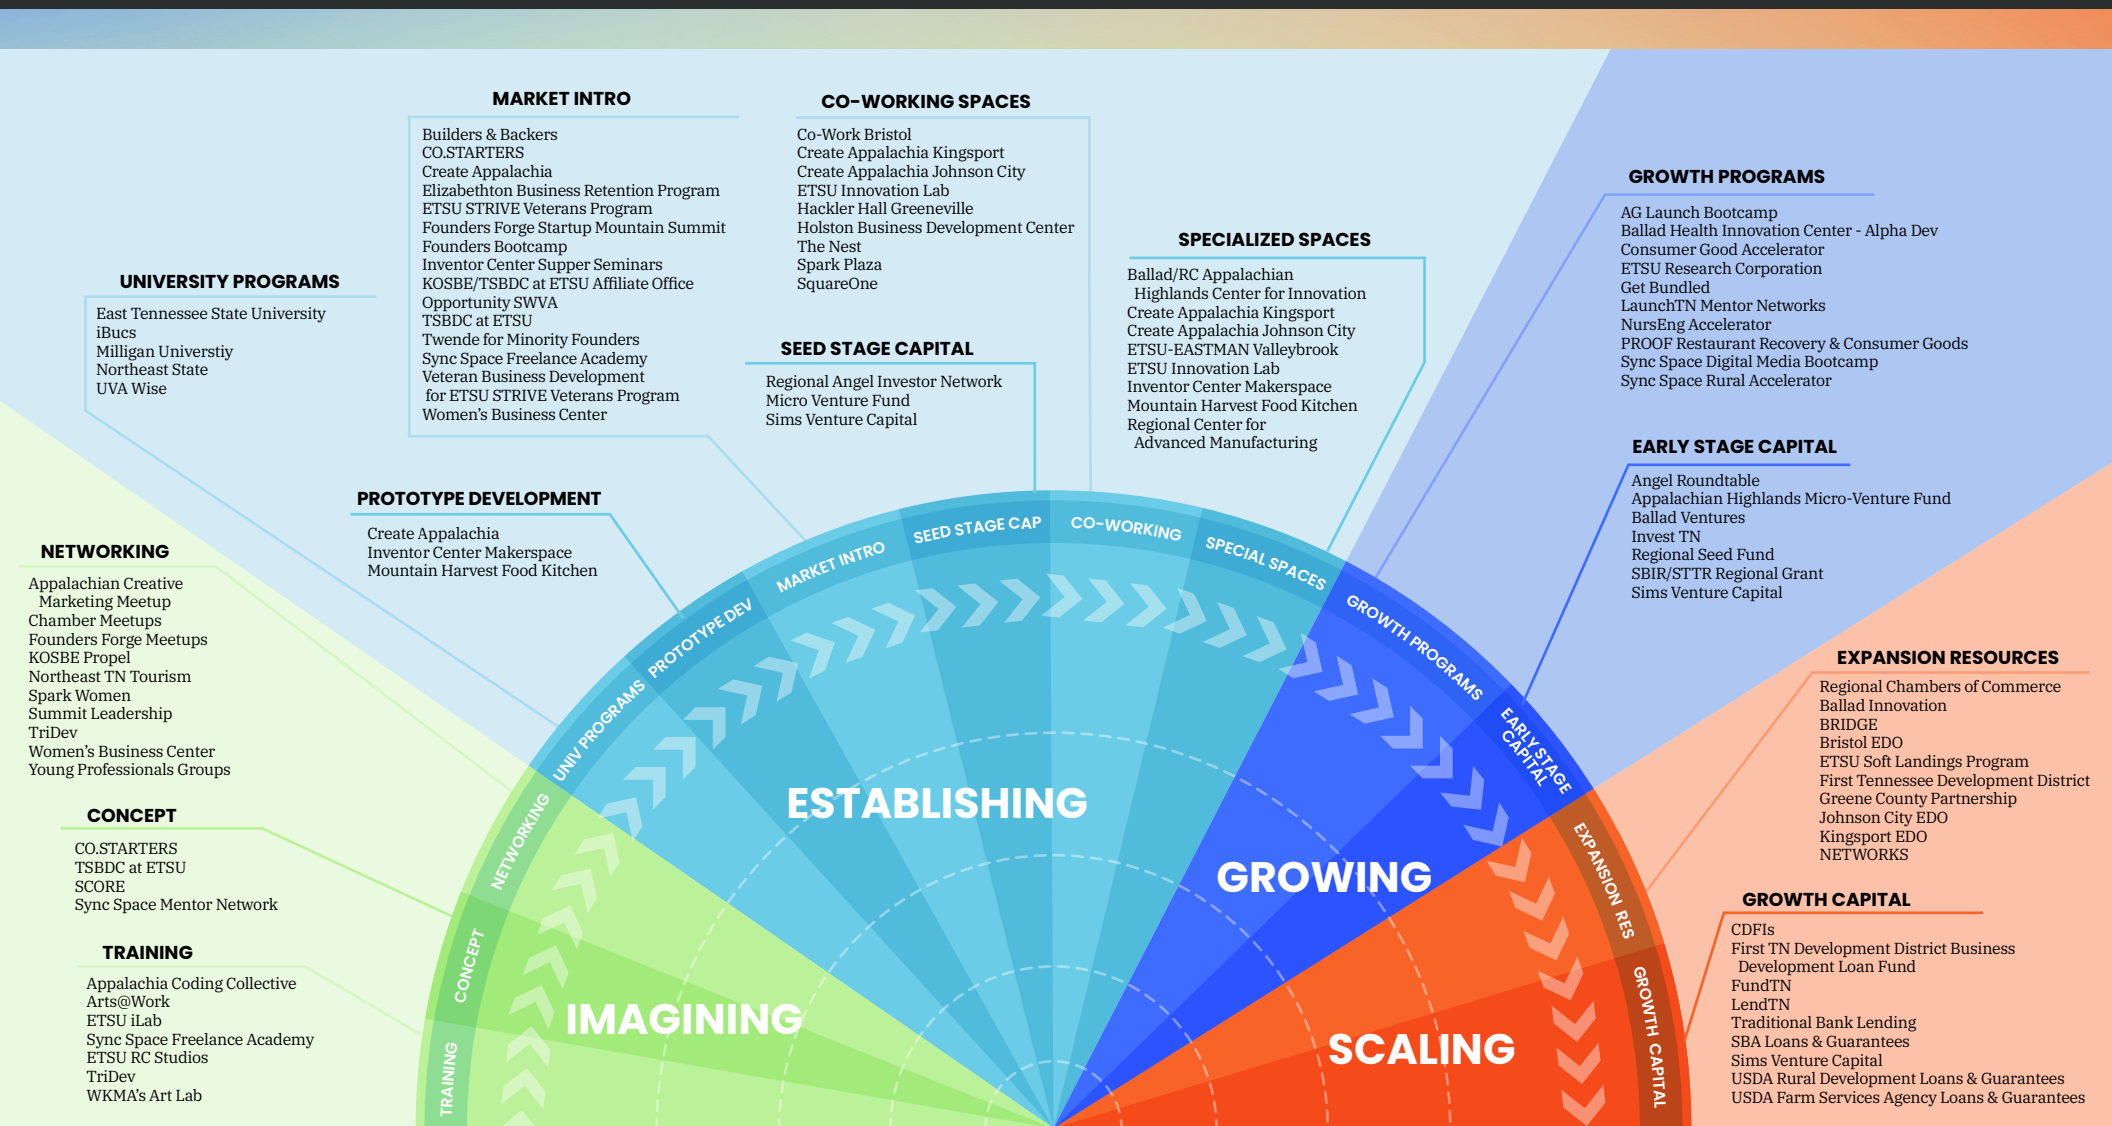 MARKET INTRO
Builders & Backers
CO.STARTERS
Create Appalachia
Elizabethton Business Retention Program
ETSU STRIVE Veterans Program
Founders Forge Startup Mountain Summit
Founders Bootcamp
Inventor Center Supper Seminars
KOSBE/TSBDC at ETSU Affiliate Office
Opportunity SWVA
TSBDC at ETSU
Twende for Minority Founders
Sync Space Freelance Academy
Veteran Business Development
for ETSU STRIVE Veterans Program
Women's Business Center
CO-WORKING SPACES
Co-Work Bristol
Create Appalachia Kingsport
Create Appalachia Johnson City
ETSU Innovation Lab
Hackler Hall Greeneville
Holston Business Development Center
The Nest
Spark Plaza
SquareOne
SPECIALIZED SPACES
Ballad/RC Appalachian
Highlands Center for Innovation
Create Appalachia Kingsport
Create Appalachia Johnson City
ETSU-EASTMAN Valleybrook
ETSU Innovation Lab
Inventor Center Makerspace
Mountain Harvest Food Kitchen
Regional Center for
Advanced Manufacturing
GROWTH PROGRAMS
AG Launch Bootcamp
Ballad Health Innovation Center - Alpha Dev
Consumer Good Accelerator
ETSU Research Corporation
Get Bundled
LaunchTN Mentor Networks
NursEng Accelerator
PROOF Restaurant Recovery & Consumer Goods
Sync Space Digital Media Bootcamp
Sync Space Rural Accelerator
UNIVERSITY PROGRAMS
East Tennessee State University
iBucs
Milligan Universtiy
Northeast State
UVA Wise
SEED STAGE CAPITAL
Regional Angel Investor Network
Micro Venture Fund
Sims Venture Capital
EARLY STAGE CAPITAL
Angel Roundtable
Appalachian Highlands Micro-Venture Fund
Ballad Ventures
Invest TN
Regional Seed Fund
SBIR/STTR Regional Grant
Sims Venture Capital
PROTOTYPE DEVELOPMENT
Create Appalachia
Inventor Center Makerspace
Mountain Harvest Food Kitchen
NETWORKING
Appalachian Creative
Marketing Meetup
Chamber Meetups
Founders Forge Meetups
KOSBE Propel
Northeast TN Tourism
Spark Women
Summit Leadership
TriDev
Women's Business Center
Young Professionals Groups
EXPANSION RESOURCES
Regional Chambers of Commerce
Ballad Innovation
BRIDGE
Bristol EDO
ETSU Soft Landings Program
First Tennessee Development District
Greene County Partnership
Johnson City EDO
Kingsport EDO
NETWORKS
CONCEPT
CO.STARTERS
TSBDC at ETSU
SCORE
Sync Space Mentor Network
GROWTH CAPITAL
CDFIs
First TN Development District Business
Development Loan Fund
FundTN
LendTN
Traditional Bank Lending
SBA Loans & Guarantees
Sims Venture Capital
USDA Rural Development Loans & Guarantees
USDA Farm Services Agency Loans & Guarantees
TRAINING
Appalachia Coding Collective
Arts@Work
ETSU iLab
Sync Space Freelance Academy
ETSU RC Studios
TriDev
WKMA's Art Lab
TRAINING
CONCEPT
NETWORKING
UNIV PROGRAMS
PROTOTYPE DEV
MARKET INTRO
SEED STAGE CAP
CO-WORKING
SPECIAL SPACES
GROWTH PROGRAMS
EARLY STAGE
CAPITAL
EXPANSION RES
GROWTH CAPITAL
IMAGINING
ESTABLISHING
GROWING
SCALING